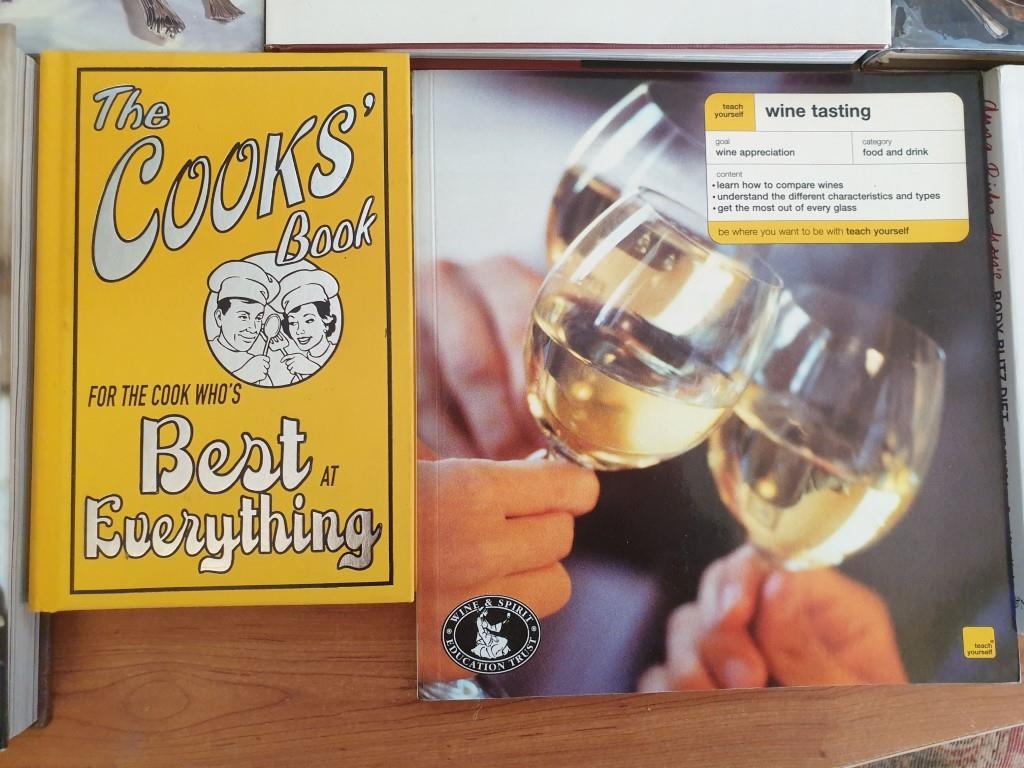 The
COOKS'
Book
FOR THE COOK WHO'S
Best AT
Everything
teach
yourself
wine tasting
goal
wine appreciation
category
food and drink
content
• learn how to compare wines
• understand the different characteristics and types
• get the most out of every glass
be where you want to be with teach yourself
WINE & SPIRIT
EDUCATION TRUST
teach
yourself
BODY BLITZ DIET